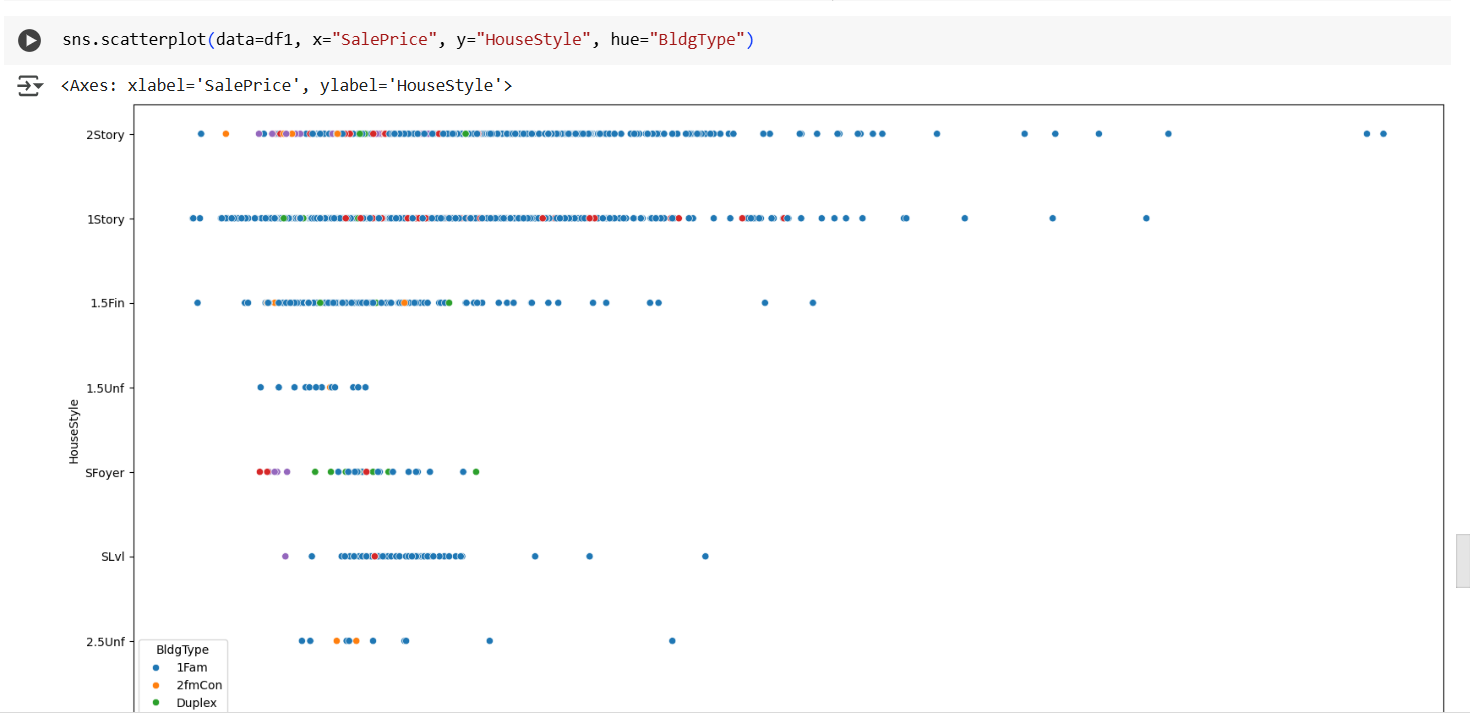 sns.scatterplot(data=df1, x="SalePrice", y="HouseStyle", hue="BldgType")
<Axes: xlabel='SalePrice', ylabel='HouseStyle'>
2Story
1Story
1.5Fin
1.5Unf
HouseStyle
SFoyer
SLvl
2.5Unf
BldgType
1Fam
2fmCon
Duplex